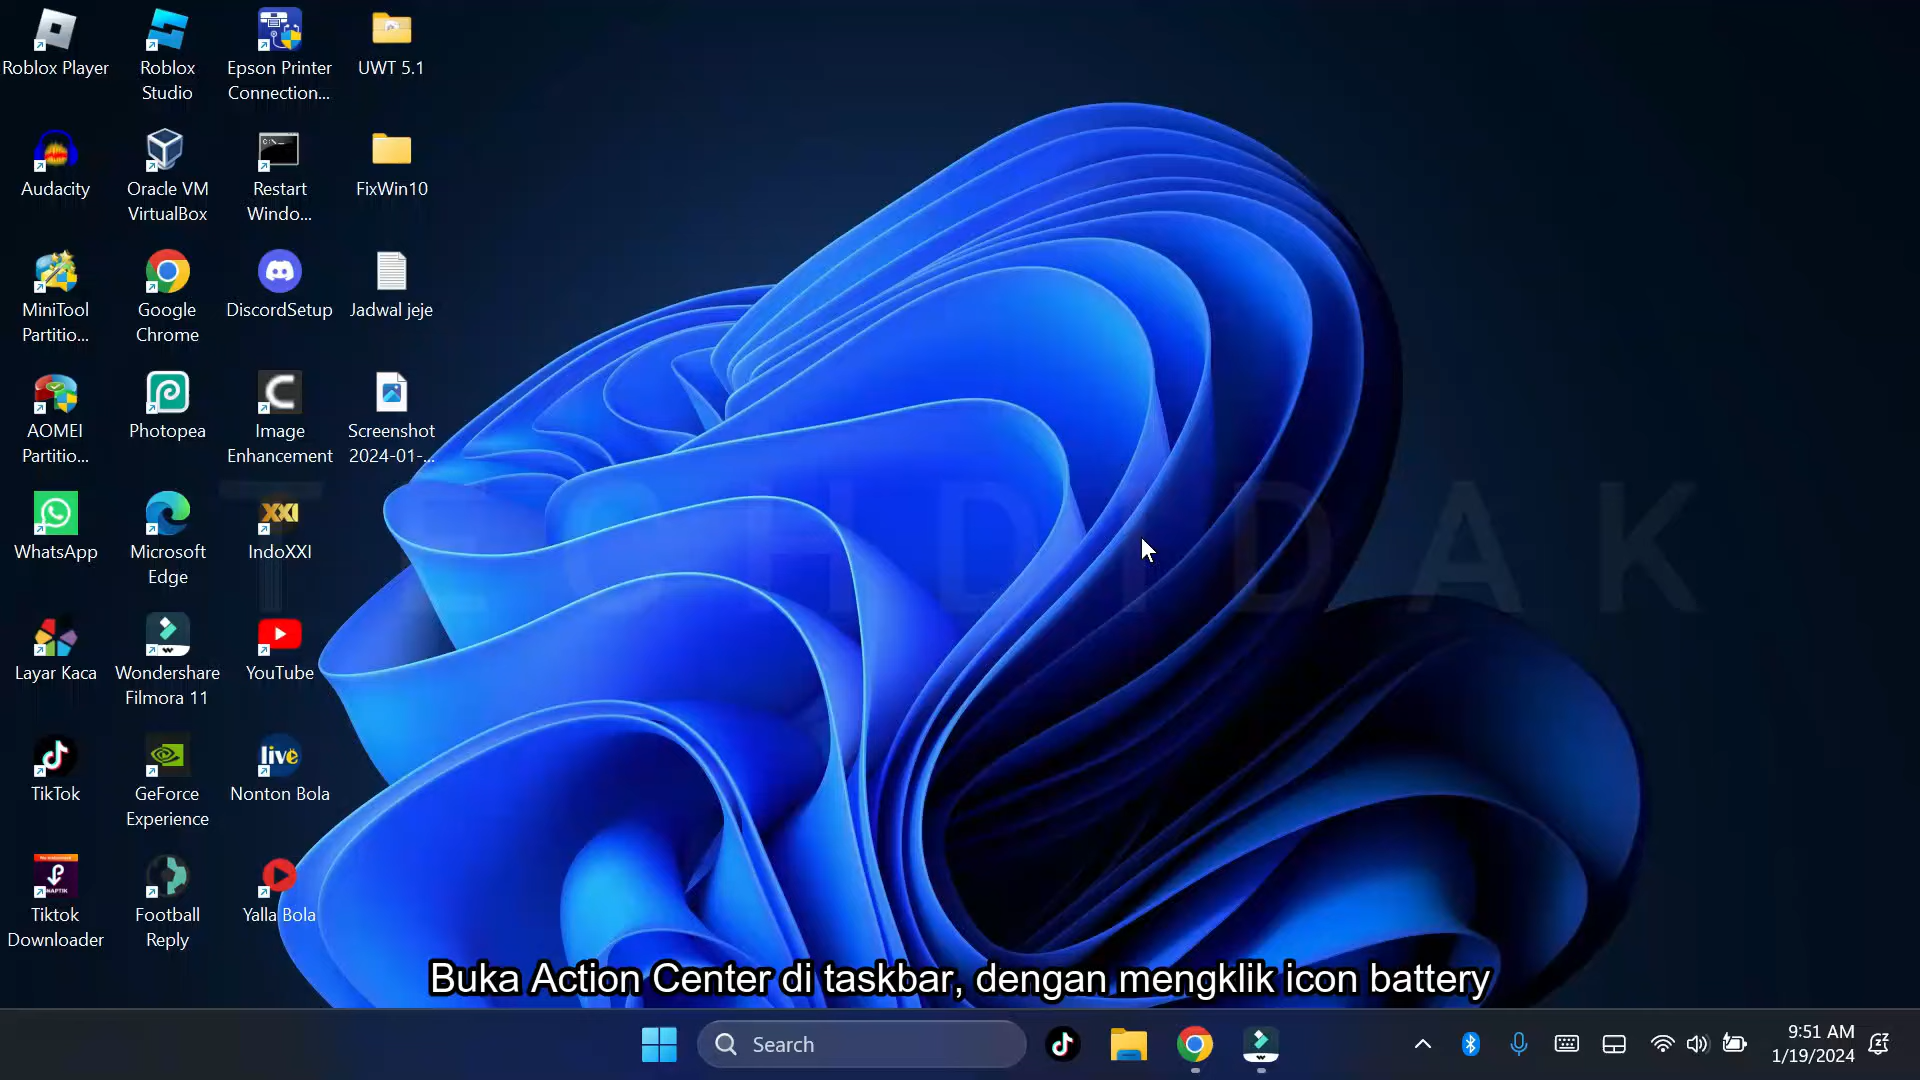 Roblox Player
Roblox
Studio
Epson Printer
Connection...
UWT 5.1
Audacity
Oracle VM
VirtualBox
C:\_
Restart
Windo...
FixWin10
MiniTool
Partitio...
Google
Chrome
DiscordSetup
Jadwal jeje
AOMEI
Partitio...
Photopea
Image
Enhancement
Screenshot
2024-01-...
WhatsApp
Microsoft
Edge
XXI
IndoXXI
TECHDIDAK
Layar Kaca
Wondershare
Filmora 11
YouTube
TikTok
GeForce
Experience
live
Nonton Bola
Tiktok
Downloader
Football
Reply
Yalla Bola
Buka Action Center di taskbar, dengan mengklik icon battery
Search
9:51 AM
1/19/2024